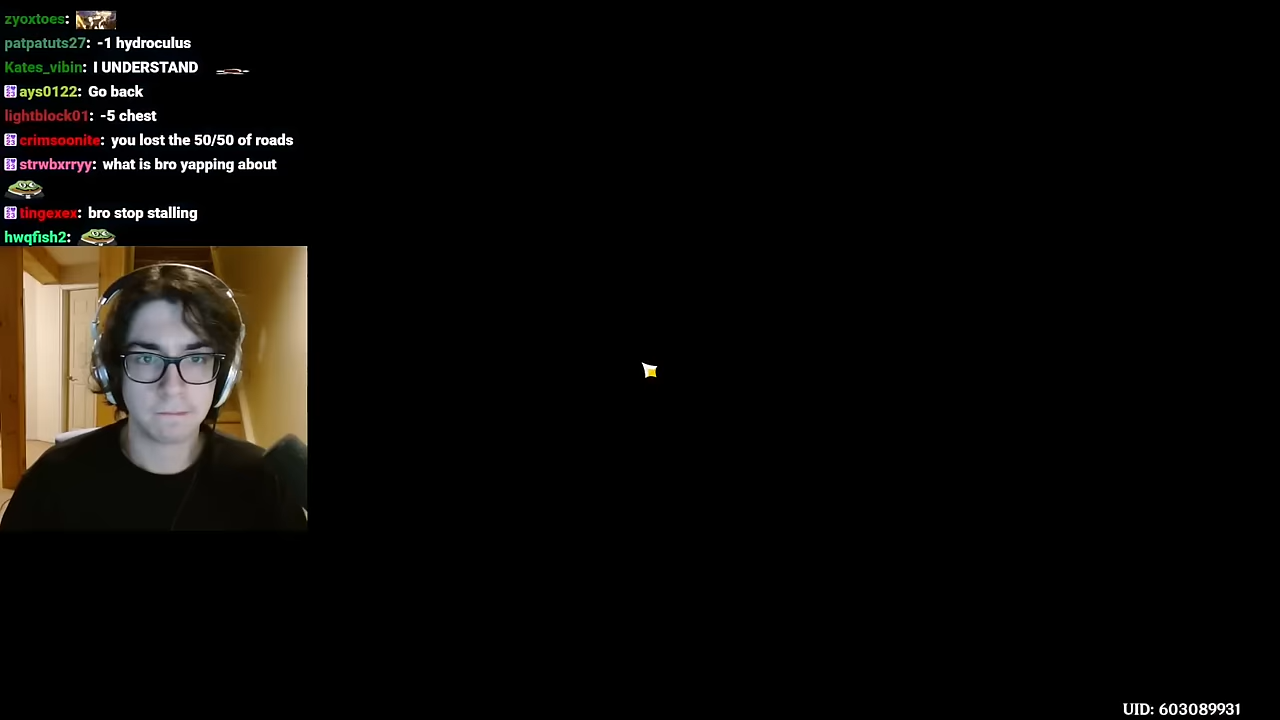 zyoxtoes:
patpatuts27: -1 hydroculus
Kates_vibin: I UNDERSTAND
ays0122: Go back
lightblock01: -5 chest
crimsoonite: you lost the 50/50 of roads
strwbxrryy: what is bro yapping about
tingexex: bro stop stalling
hwqfish2:
UID: 603089931